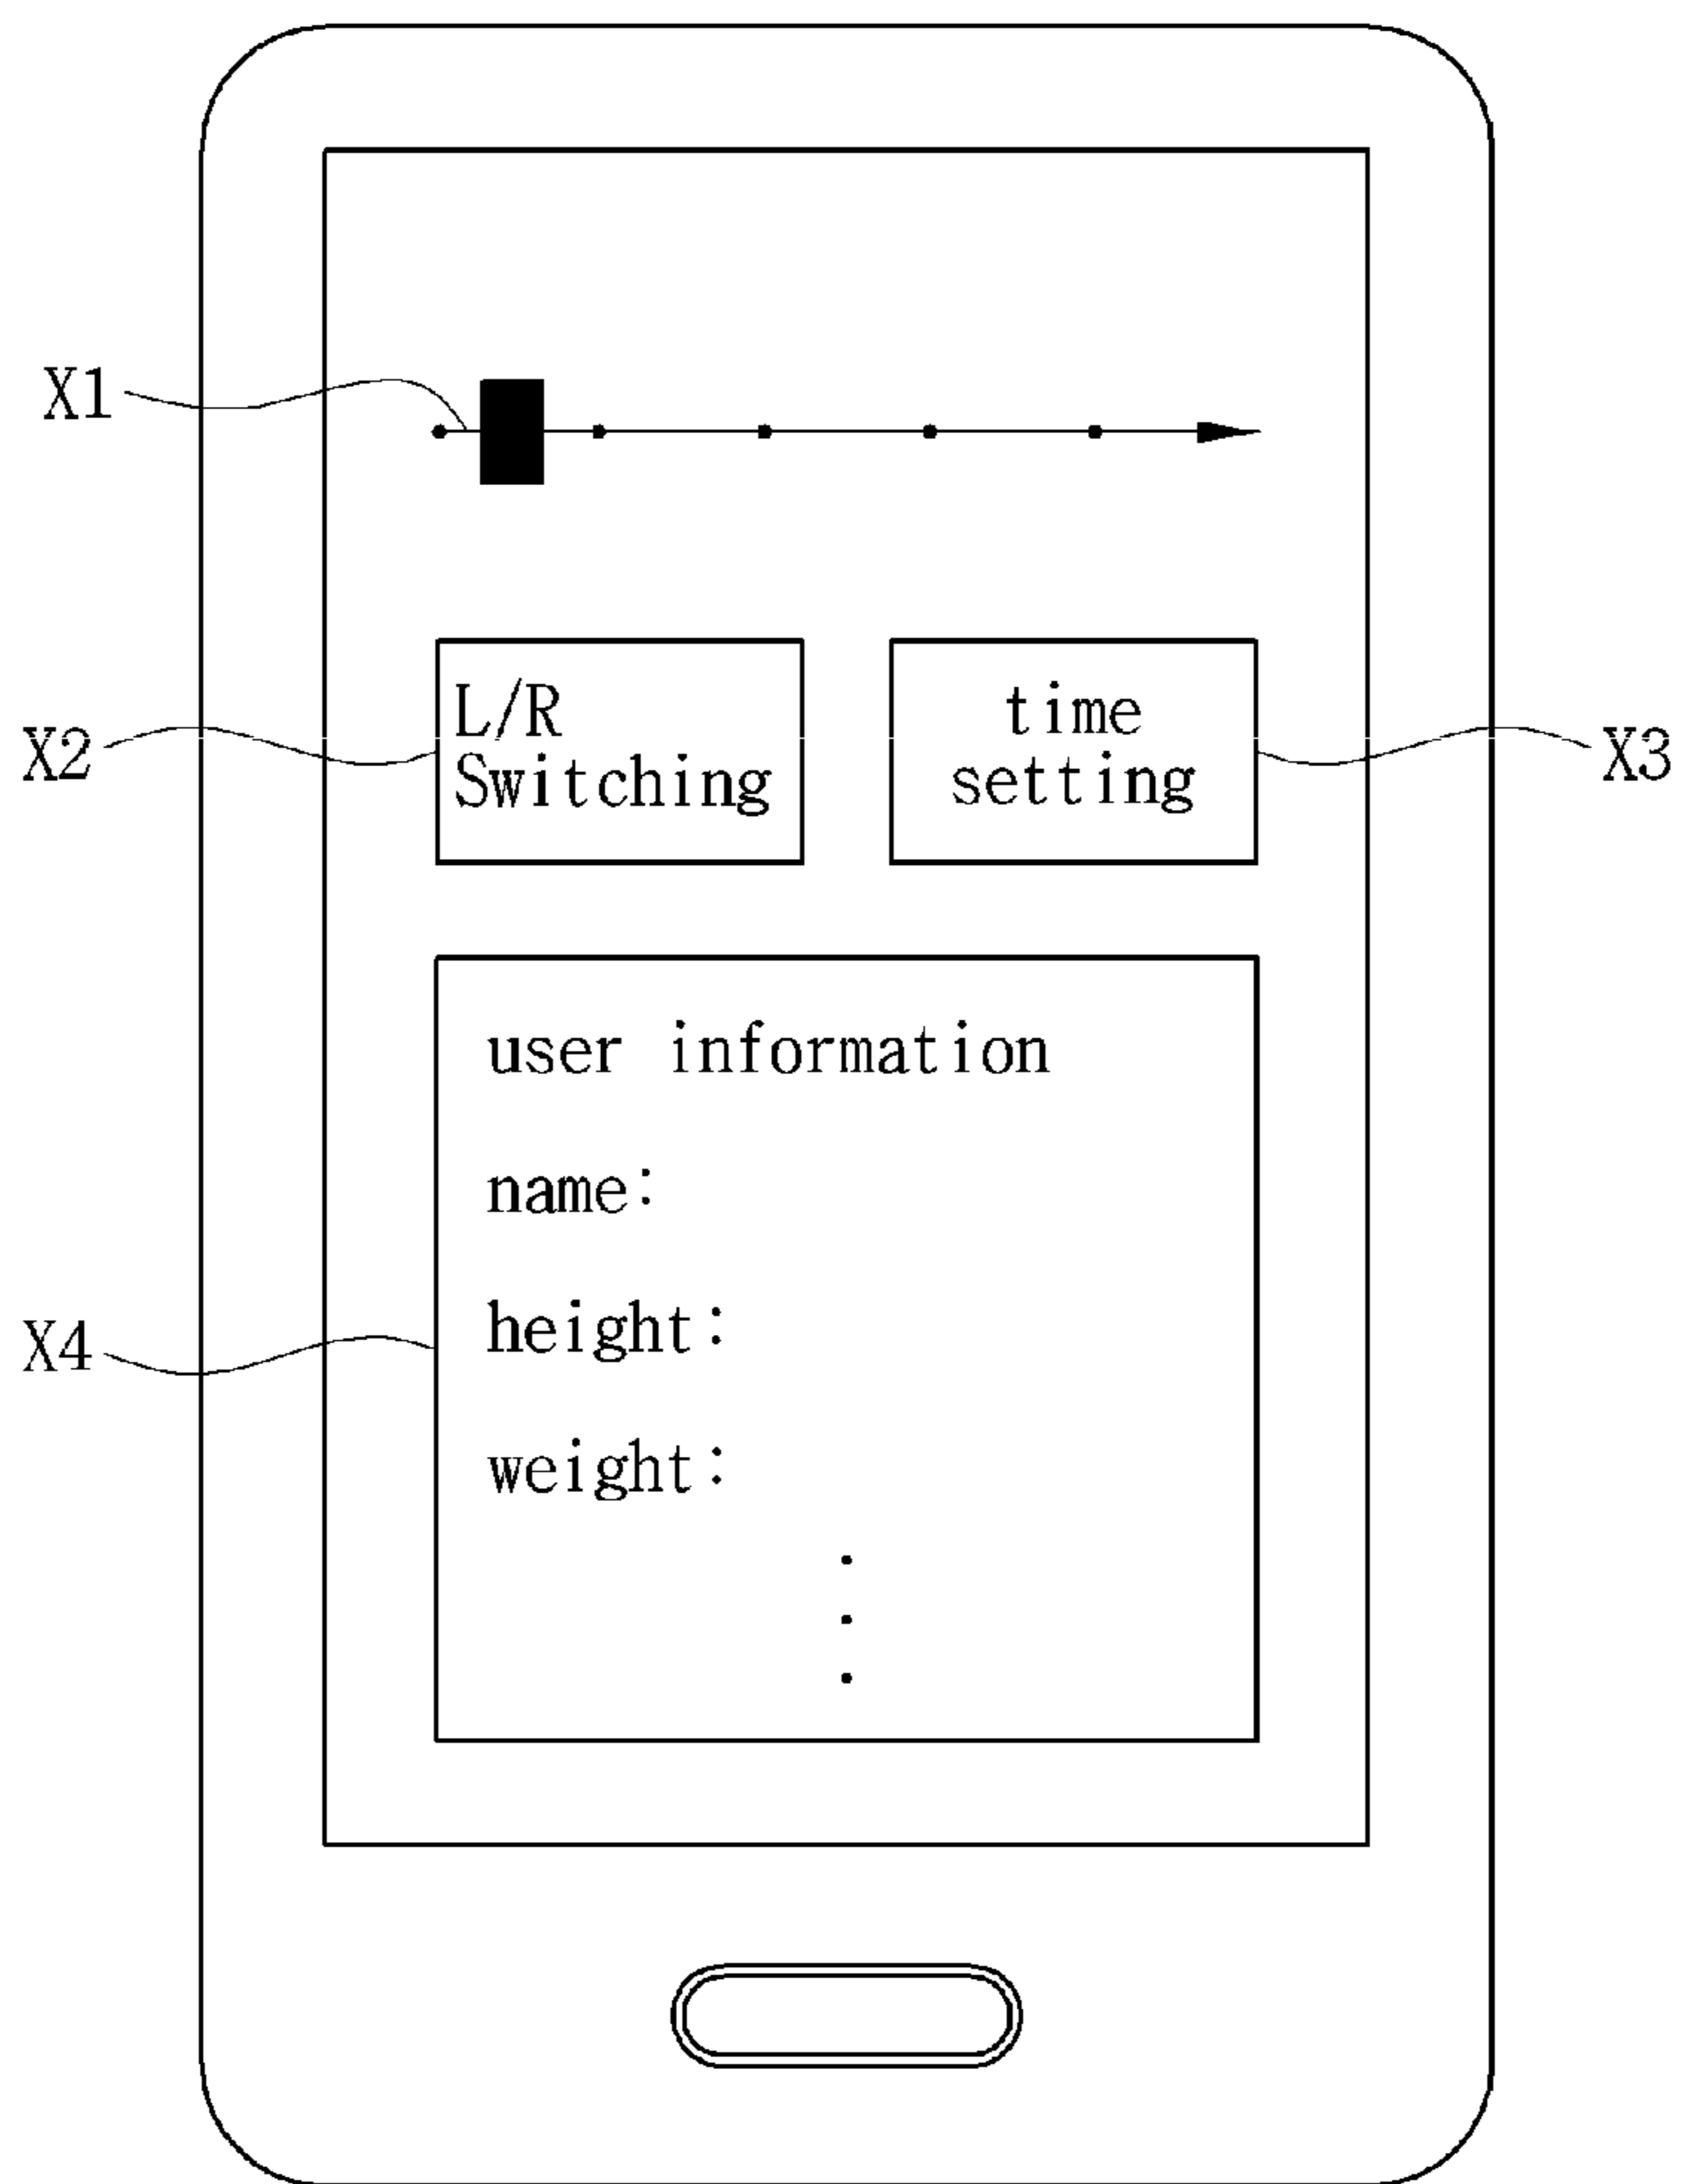 X1
L/R
Switching
time
setting
X2
X3
user information
name:
height:
X4
weight: